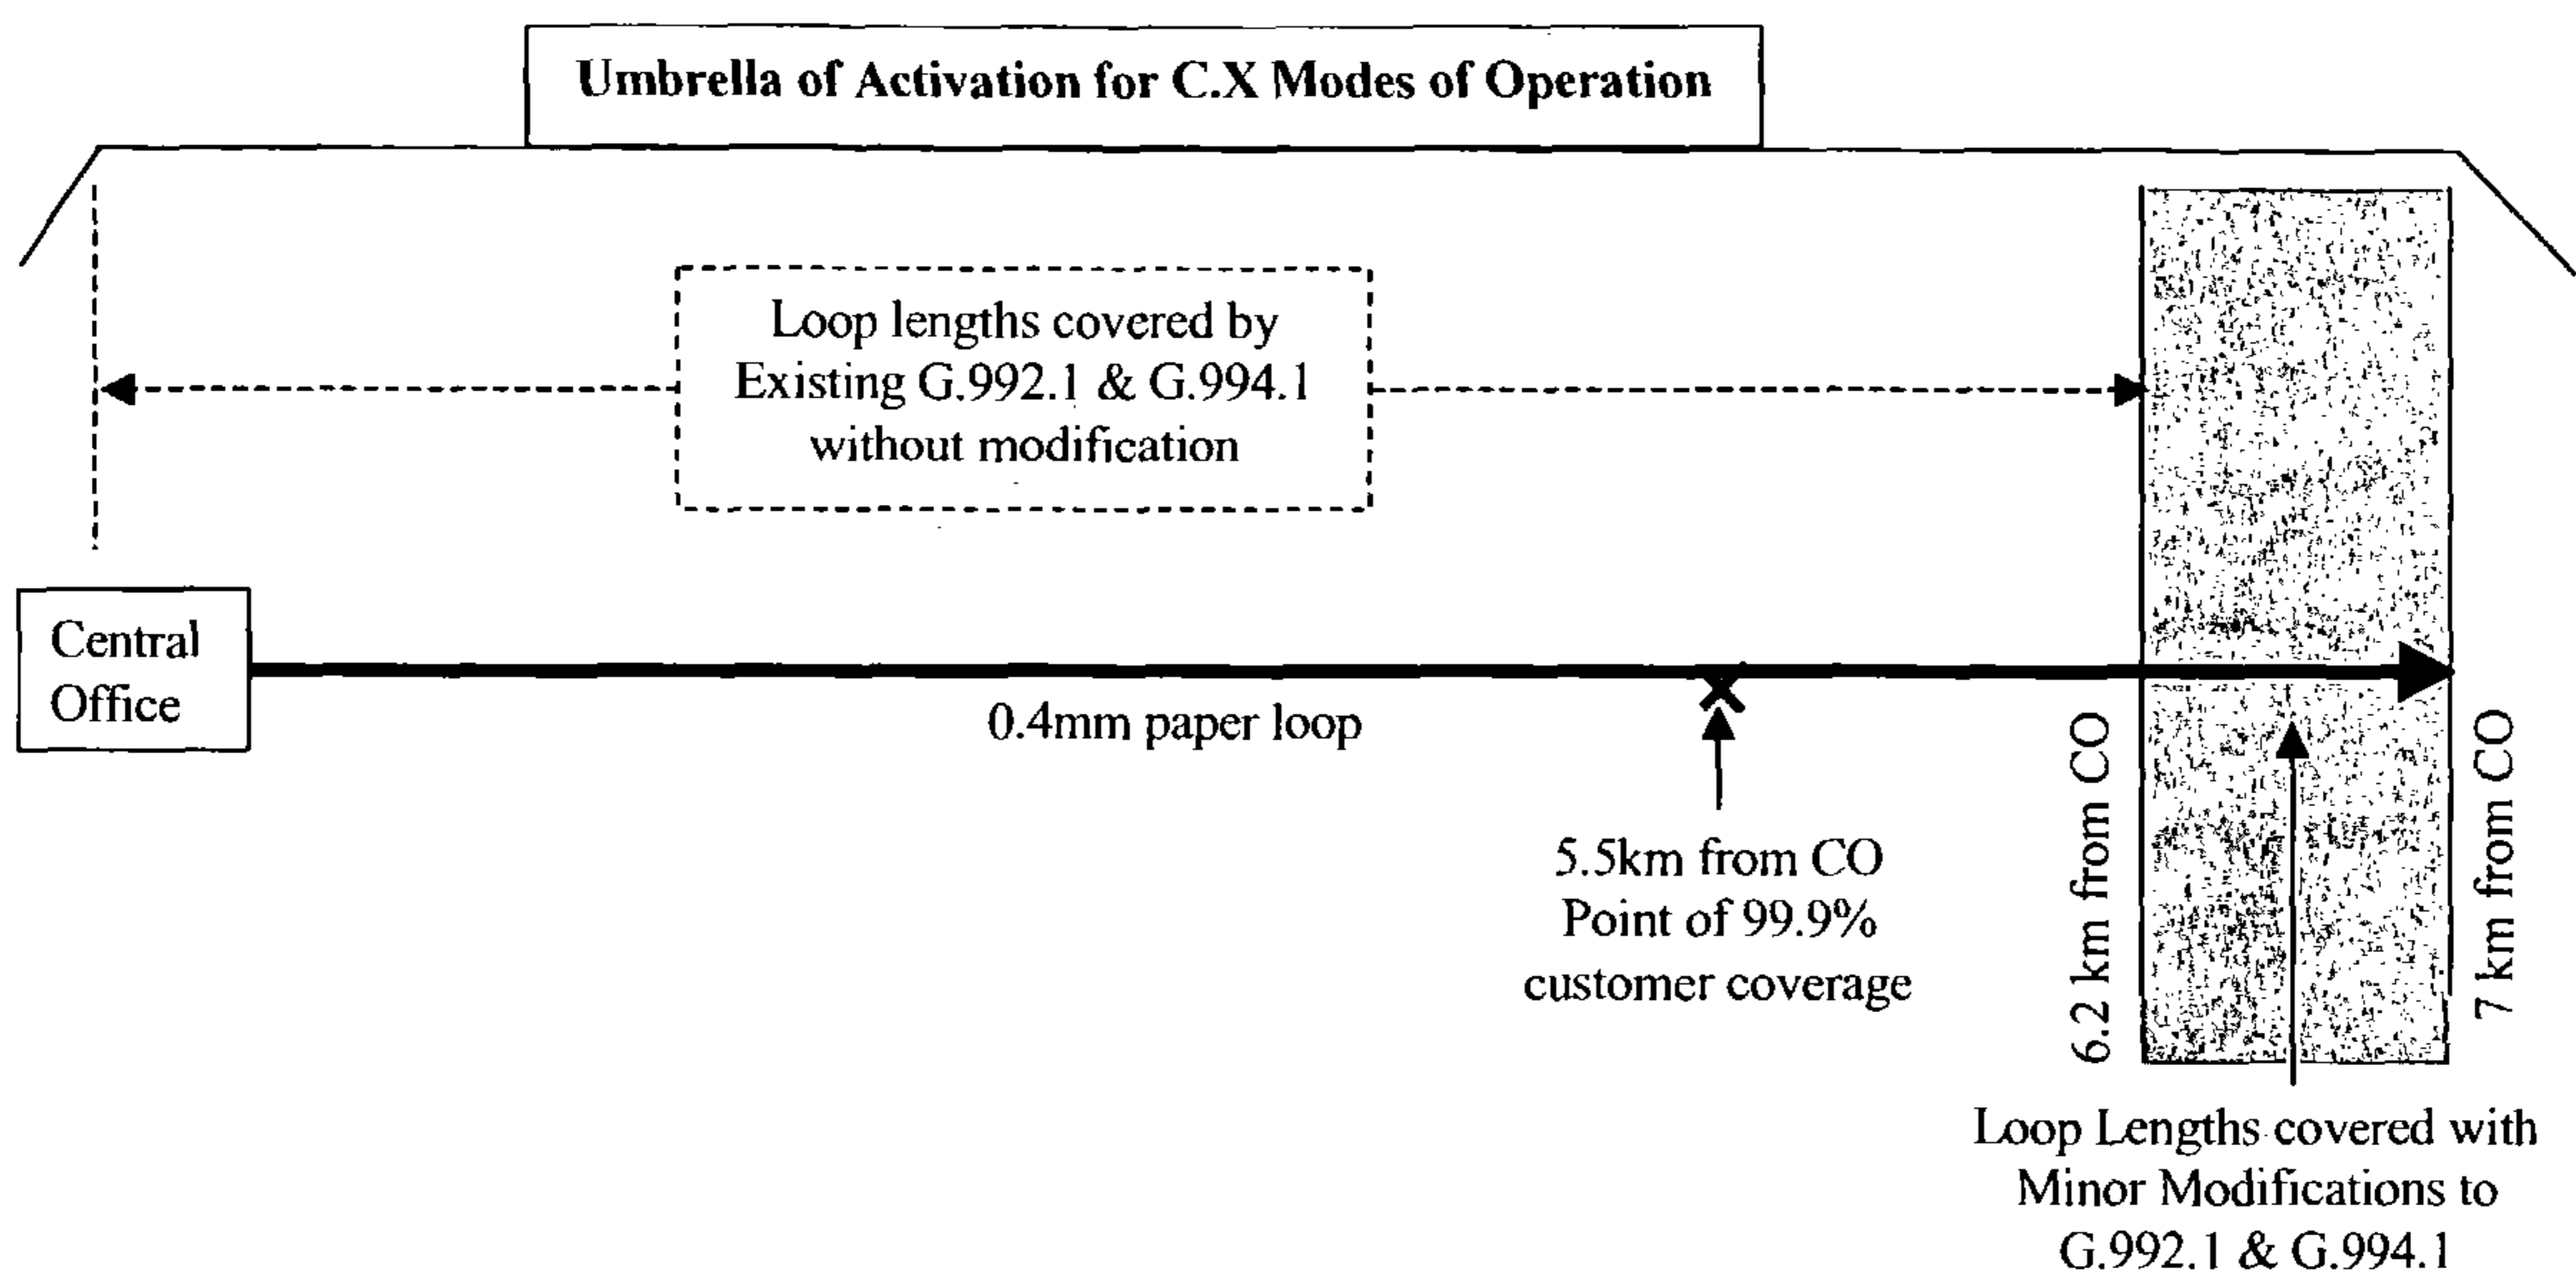 Umbrella of Activation for C.X Modes of Operation
Loop lengths covered by
Existing G.992.1 & G.994.1
without modification
Central
Office
0.4mm paper loop
5.5km from CO
Point of 99.9%
customer coverage
6.2 km from CO
7 km from CO
Loop Lengths covered with
Minor Modifications to
G.992.1 & G.994.1